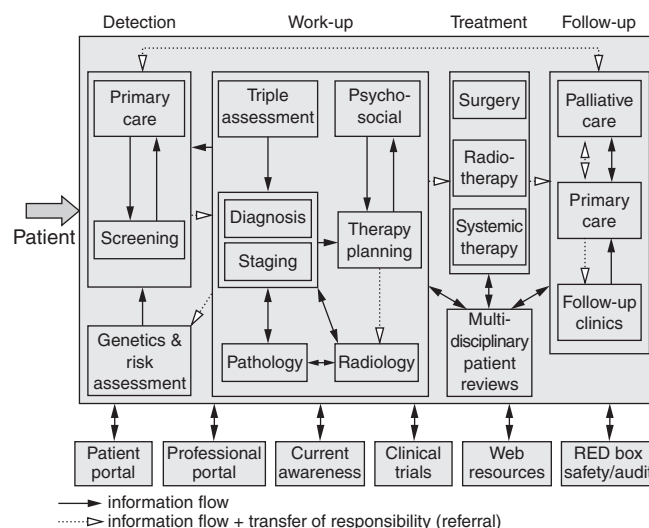 Detection
Work-up
Treatment
Follow-up
Patient
Primary
care
Screening
Genetics &
risk
assessment
Triple
assessment
Psycho-
social
Diagnosis
Staging
Therapy
planning
Pathology
Radiology
Surgery
Radio-
therapy
Systemic
therapy
Multi-
disciplinary
patient
reviews
Palliative
care
Primary
care
Follow-up
clinics
Patient
portal
Professional
portal
Current
awareness
Clinical
trials
Web
resources
RED box
safety/audit
information flow
information flow + transfer of responsibility (referral)